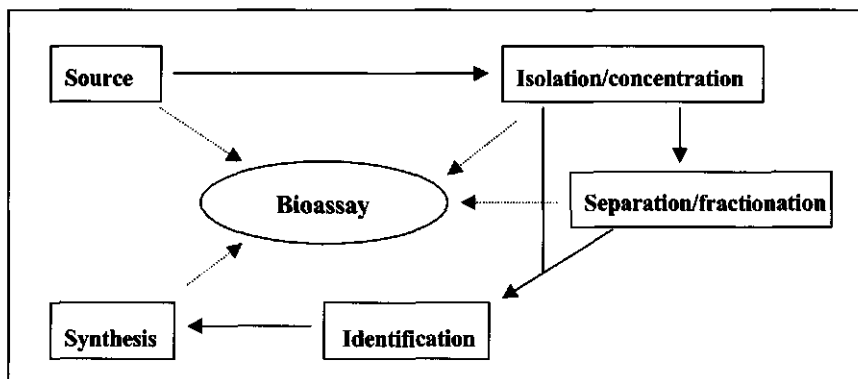 Source
Isolation/concentration
Bioassay
Separation/fractionation
Synthesis
Identification